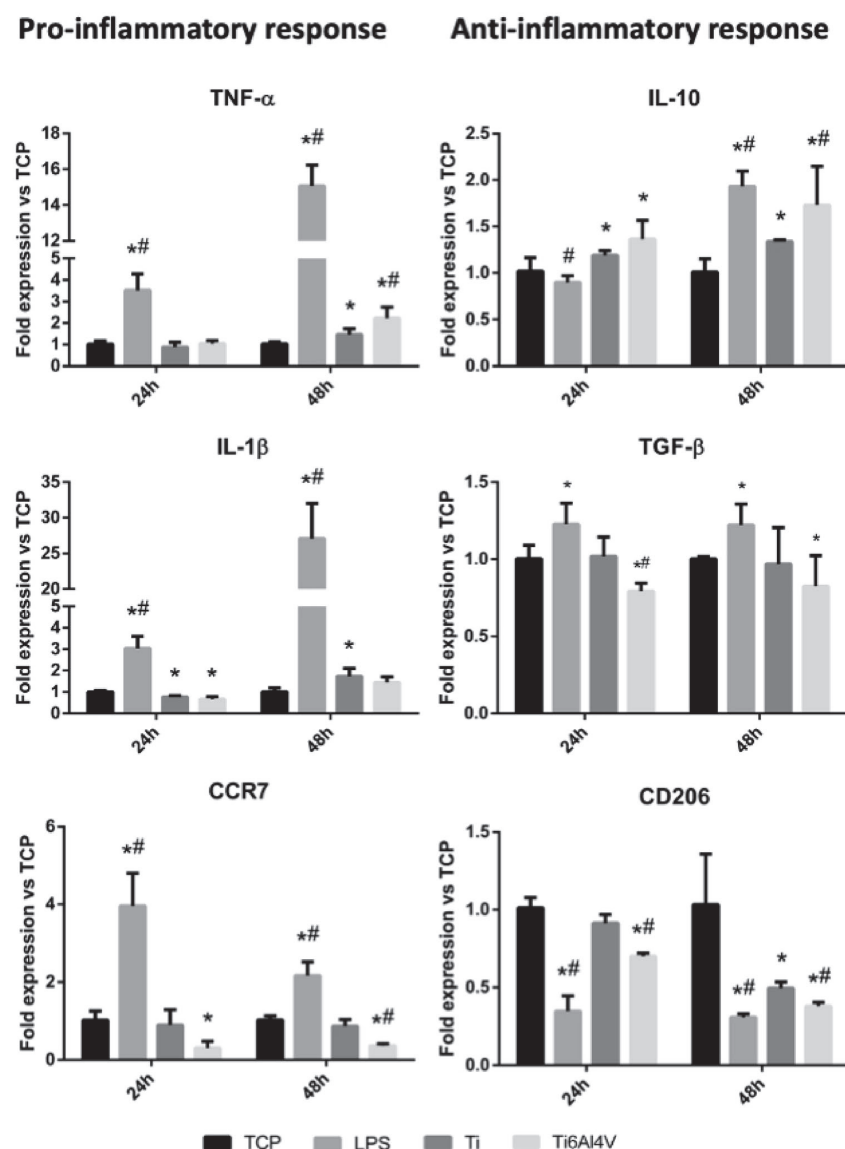 Pro-inflammatory response
Anti-inflammatory response
TNF-α
Fold expression vs TCP
18
16
14
12
5
4
3
2
1
0
*#
*#
*
*#
24h
48h
IL-10
Fold expression vs TCP
2.5
2.0
1.5
1.0
0.5
0.0
#
*
*
*#
*
*#
24h
48h
IL-1β
Fold expression vs TCP
35
30
25
20
5
4
3
2
1
0
*#
*
*
*#
*
24h
48h
TGF-β
Fold expression vs TCP
1.5
1.0
0.5
0.0
*
*#
*
*
24h
48h
CCR7
Fold expression vs TCP
6
4
2
0
*#
*
*#
*#
24h
48h
CD206
Fold expression vs TCP
1.5
1.0
0.5
0.0
*#
*#
*#
*
*#
24h
48h
TCP LPS Ti Ti6Al4V